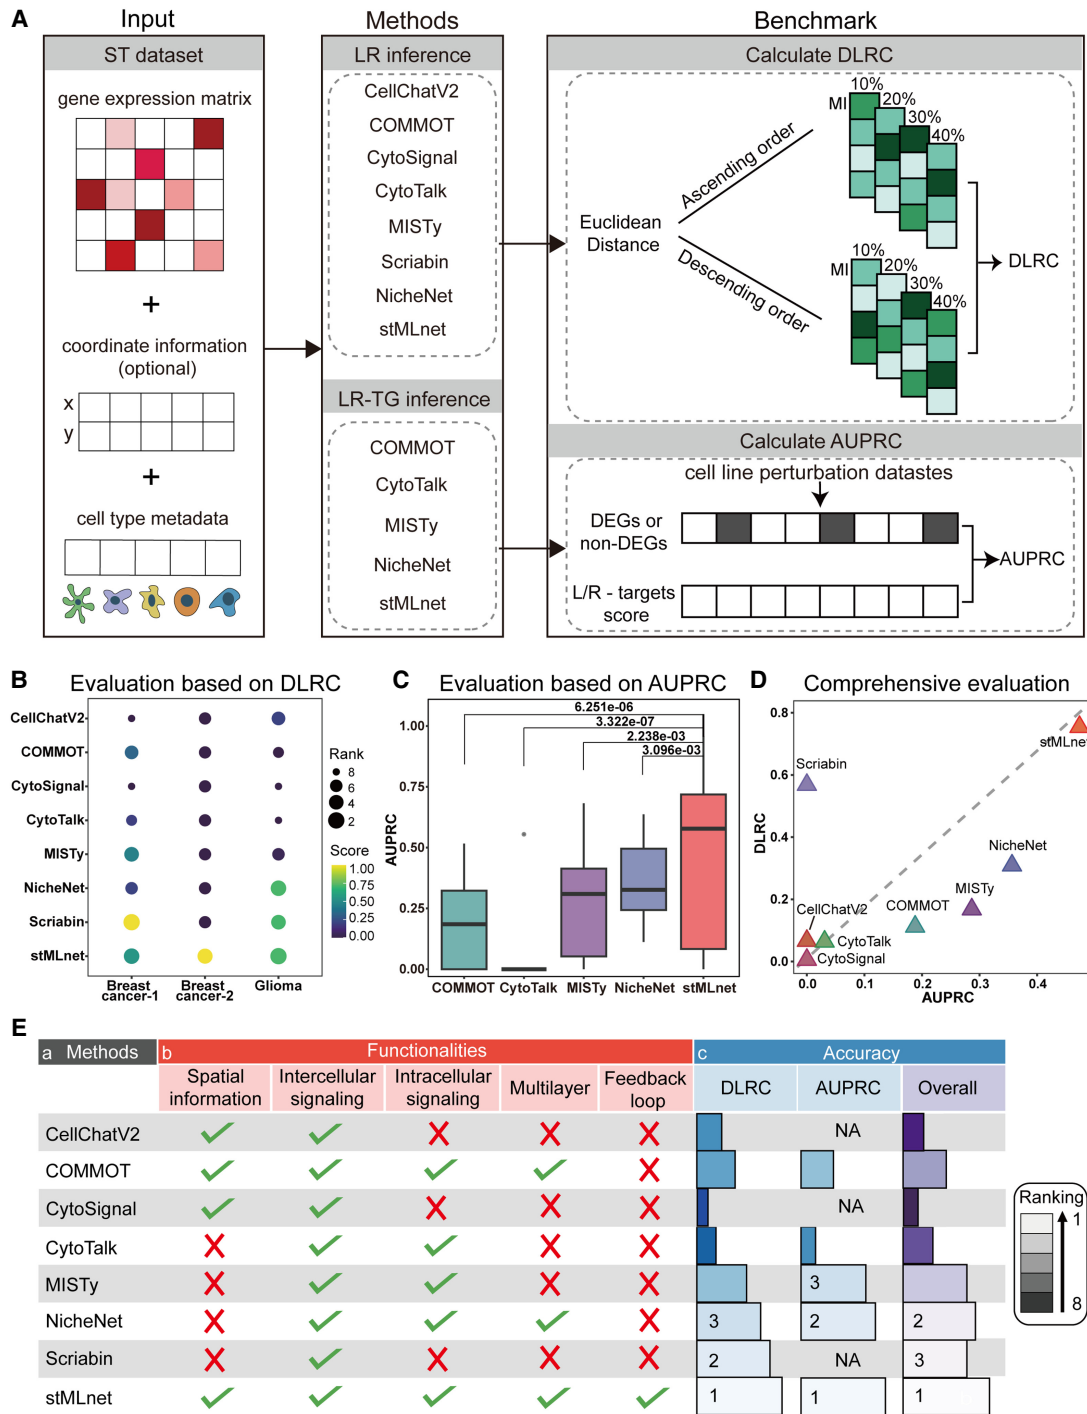 A
Input
Methods
Benchmark
ST dataset
gene expression matrix
+
coordinate information
(optional)
x
y
+
cell type metadata
LR inference
CellChatV2
COMMOT
CytoSignal
CytoTalk
MISTy
Scriabin
NicheNet
stMLnet
LR-TG inference
COMMOT
CytoTalk
MISTy
NicheNet
stMLnet
Calculate DLRC
Euclidean
Distance
Ascending order
Descending order
MI
10%
20%
30%
40%
MI
10%
20%
30%
40%
DLRC
Calculate AUPRC
cell line perturbation datastes
DEGs or
non-DEGs
L/R - targets
score
AUPRC
B
Evaluation based on DLRC
CellChatV2
COMMOT
CytoSignal
CytoTalk
MISTy
NicheNet
Scriabin
stMLnet
Breast
cancer-1
Breast
cancer-2
Glioma
Rank
8
6
4
2
Score
1.00
0.75
0.50
0.25
0.00
C
Evaluation based on AUPRC
6.251e-06
3.322e-07
2.238e-03
3.096e-03
AUPRC
1.00
0.75
0.50
0.25
0.00
COMMOT CytoTalk MISTy NicheNet stMLnet
D
Comprehensive evaluation
DLRC
0.8
0.6
0.4
0.2
0.0
stMLnet
Scriabin
NicheNet
MISTy
COMMOT
CellChatV2
CytoTalk
CytoSignal
0.0 0.1 0.2 0.3 0.4
AUPRC
E
a Methods b Functionalities c Accuracy
Spatial
information
Intercellular
signaling
Intracellular
signaling
Multilayer
Feedback
loop
DLRC
AUPRC
Overall
CellChatV2 NA
COMMOT
CytoSignal NA
CytoTalk
MISTy 3
NicheNet 3 2 2
Scriabin 2 NA 3
stMLnet 1 1 1
Ranking
1
8